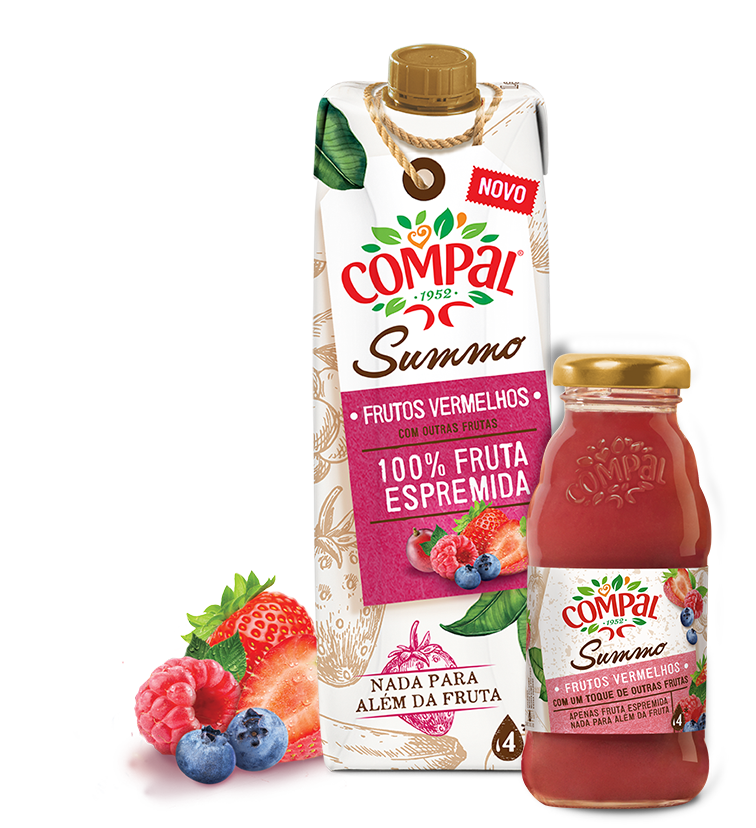 NOVO
COMPAL®
·1952·
Summo
• FRUTOS VERMELHOS •
COM OUTRAS FRUTAS
100% FRUTA
ESPREMIDA
NADA PARA
ALÉM DA FRUTA
4
COMPAL
COMPAL
·1952·
Summo
• FRUTOS VERMELHOS •
COM UM TOQUE DE OUTRAS FRUTAS
APENAS FRUTA ESPREMIDA
NADA PARA ALÉM DA FRUTA
4